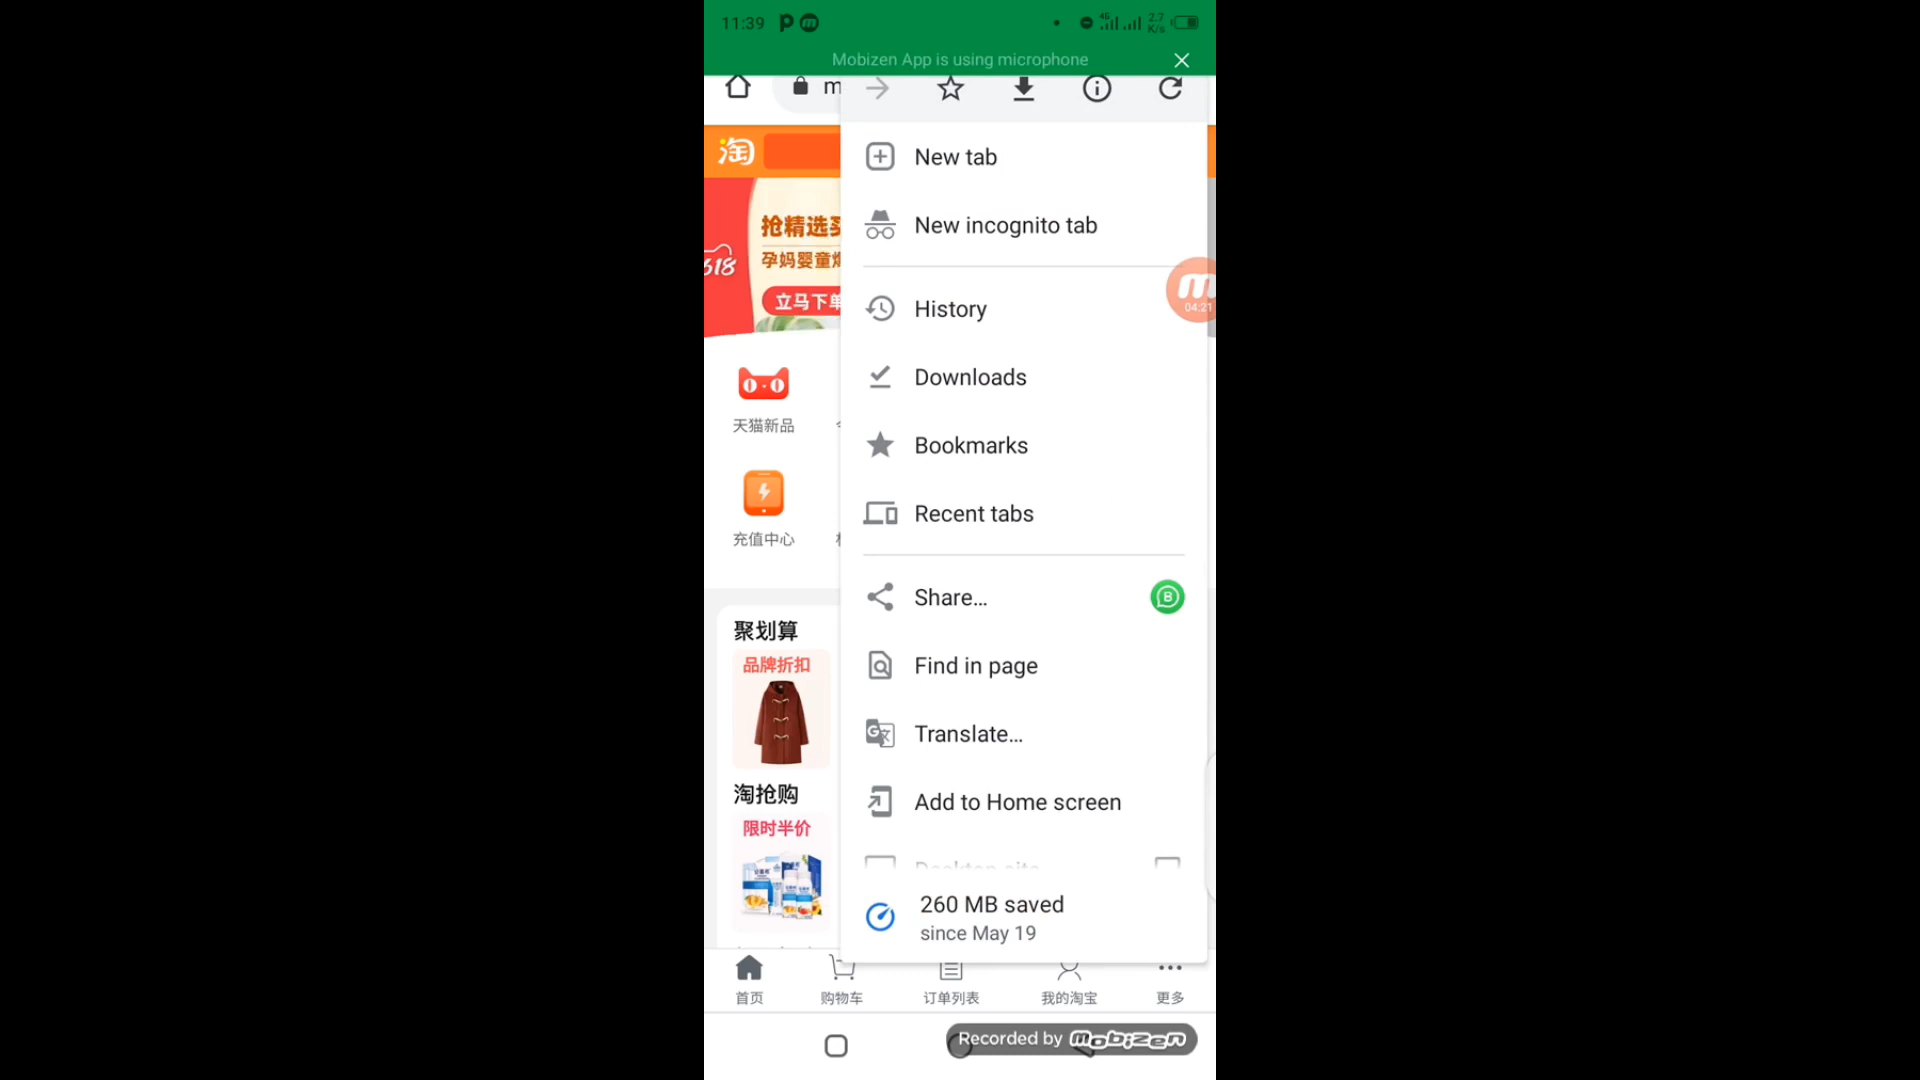 11:39
4G
2.7
K/s
Mobizen App is using microphone
m
淘
New tab
抢精选
New incognito tab
618
孕妈婴童
立马下单
04:21
History
Downloads
天猫新品
Bookmarks
Recent tabs
充值中心
Share...
B
聚划算
品牌折扣
Find in page
Translate...
淘抢购
Add to Home screen
限时半价
Desktop site
260 MB saved
since May 19
首页
购物车
订单列表
我的淘宝
更多
Recorded by mobizen